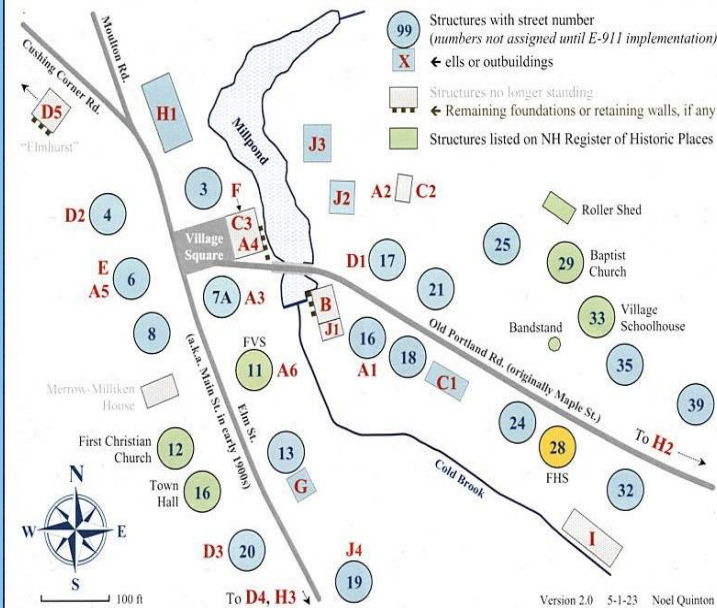 Moulton Rd.
Cushing Corner Rd.
D5
"Elmhurst"
H1
Millpond
99
Structures with street number
(numbers not assigned until E-911 implementation)
X
← ells or outbuildings
Structures no longer standing
← Remaining foundations or retaining walls, if any
Structures listed on NH Register of Historic Places
J3
J2
A2
C2
3
F
C3
A4
Village
Square
D2
4
E
A5
6
7A
A3
8
D1
17
21
25
Roller Shed
29
Baptist
Church
33
Village
Schoolhouse
Bandstand
35
39
B
J1
16
A1
18
C1
Old Portland Rd. (originally Maple St.)
To H2
24
28
FHS
32
I
Cold Brook
FVS
11
A6
Elm St.
(a.k.a. Main St. in early 1900s)
Merrow-Milliken
House
First Christian
Church
12
Town
Hall
16
13
G
D3
20
J4
19
To D4, H3
N
W
E
S
100 ft
Version 2.0 5-1-23 Noel Quinton